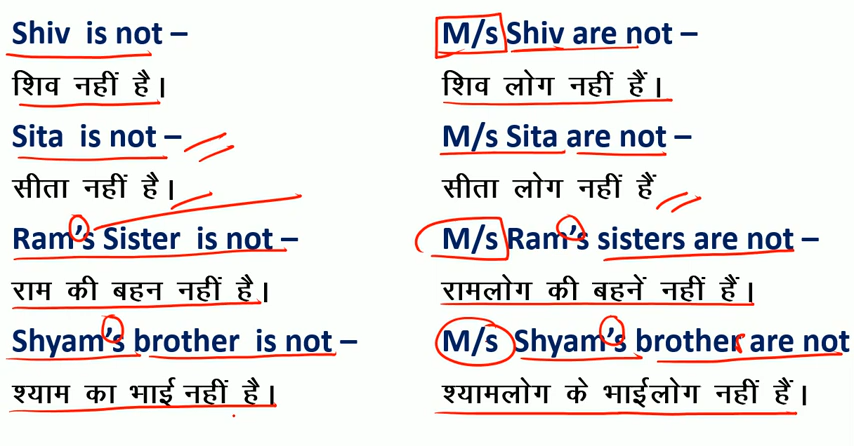 Shiv is not –
शिव नहीं है।
Sita is not –
सीता नहीं है।
Ram's Sister is not –
राम की बहन नहीं है।
Shyam's brother is not –
श्याम का भाई नहीं है।
M/s Shiv are not –
शिव लोग नहीं हैं।
M/s Sita are not –
सीता लोग नहीं हैं
M/s Ram's sisters are not –
रामलोग की बहनें नहीं हैं।
M/s Shyam's brother are not
श्यामलोग के भाईलोग नहीं हैं।